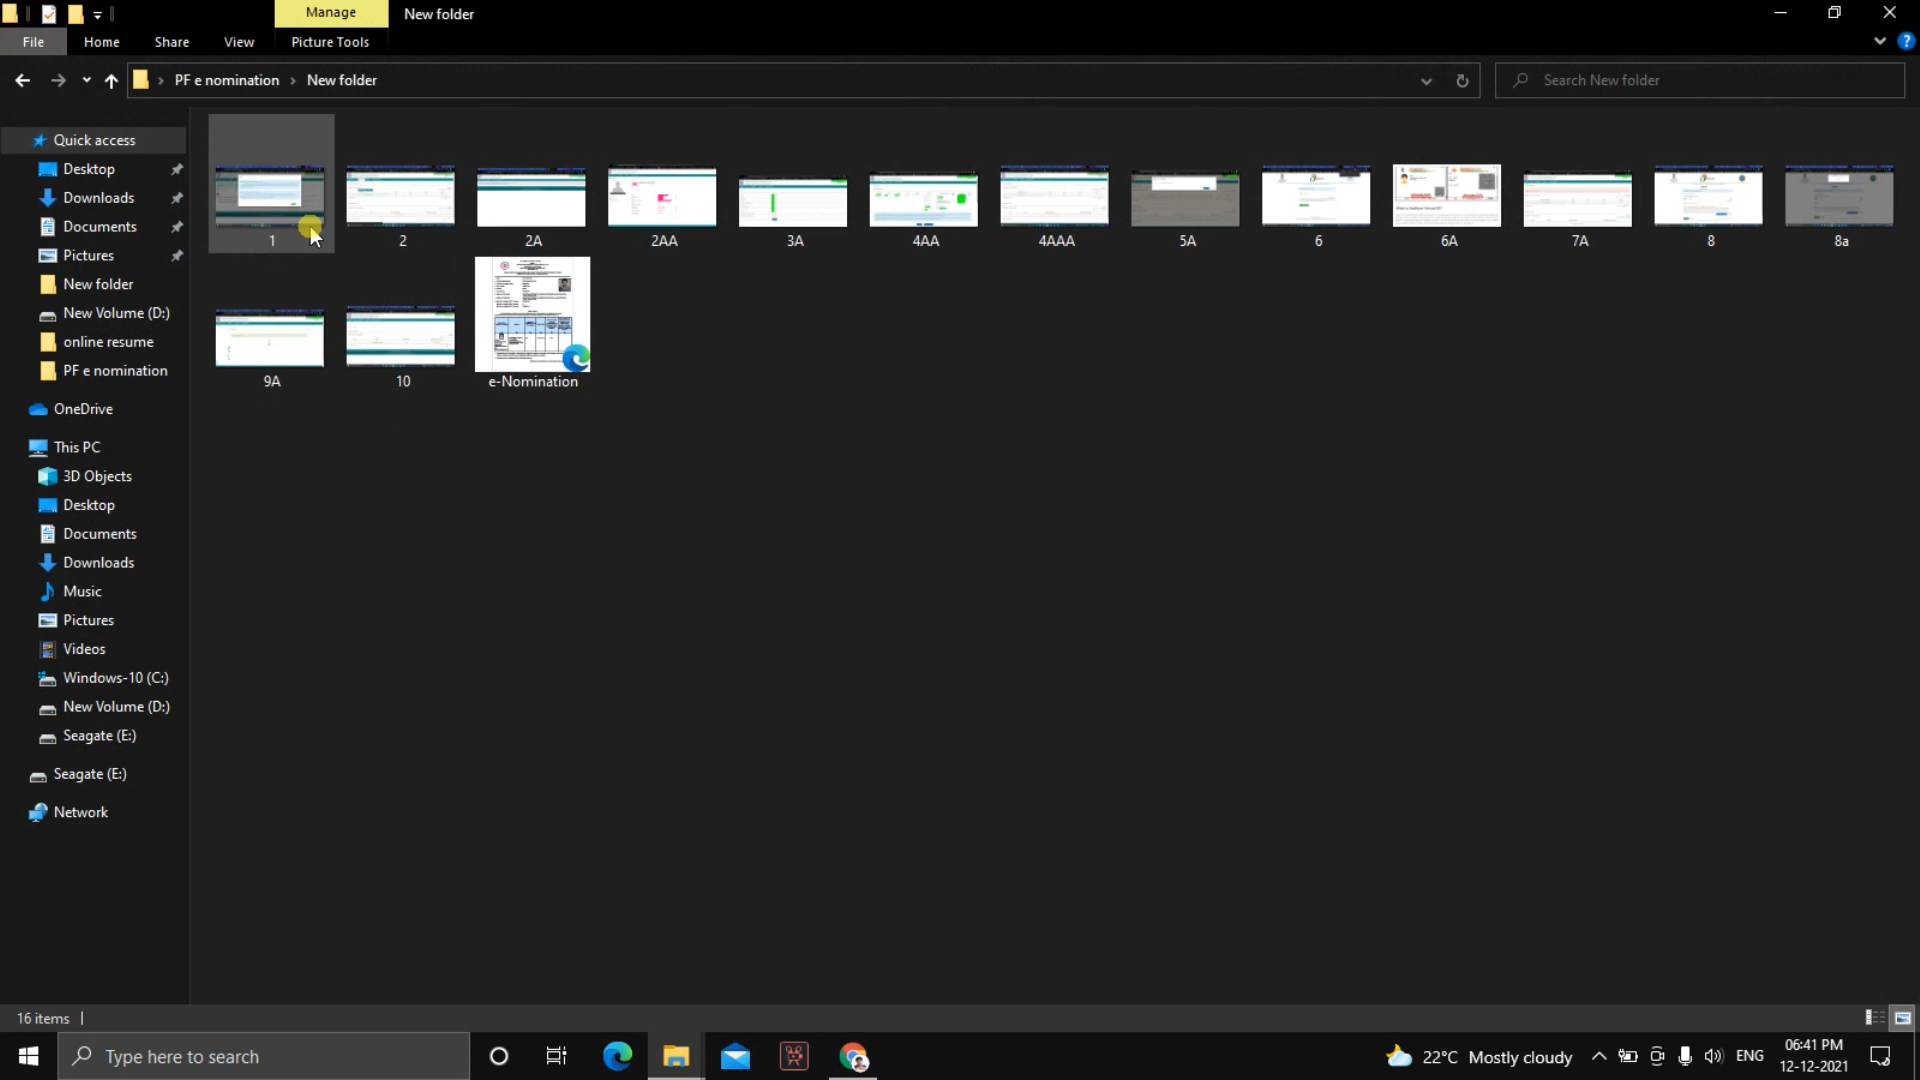 Manage
New folder
File
Home
Share
View
Picture Tools
PF e nomination
New folder
Search New folder
Quick access
Desktop
Downloads
Documents
Pictures
New folder
New Volume (D:)
online resume
PF e nomination
OneDrive
This PC
3D Objects
Desktop
Documents
Downloads
Music
Pictures
Videos
Windows-10 (C:)
New Volume (D:)
Seagate (E:)
Seagate (E:)
Network
1
2
2A
2AA
3A
4AA
4AAA
5A
6
6A
7A
8
8a
9A
10
e-Nomination
16 items
Type here to search
22°C Mostly cloudy
ENG
06:41 PM
12-12-2021